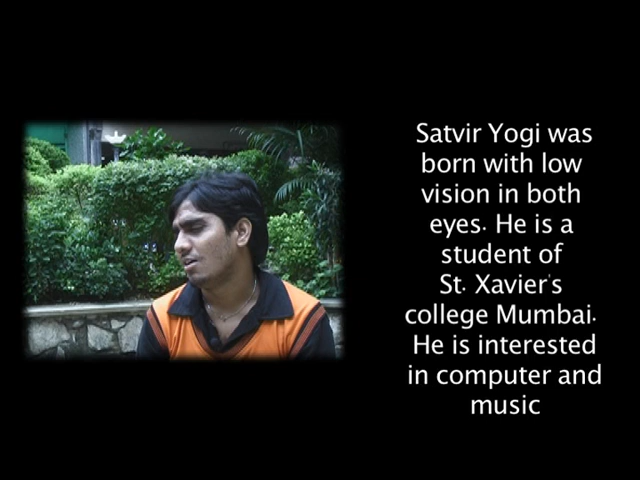 Satvir Yogi was
born with low
vision in both
eyes. He is a
student of
St. Xavier's
college Mumbai.
He is interested
in computer and
music